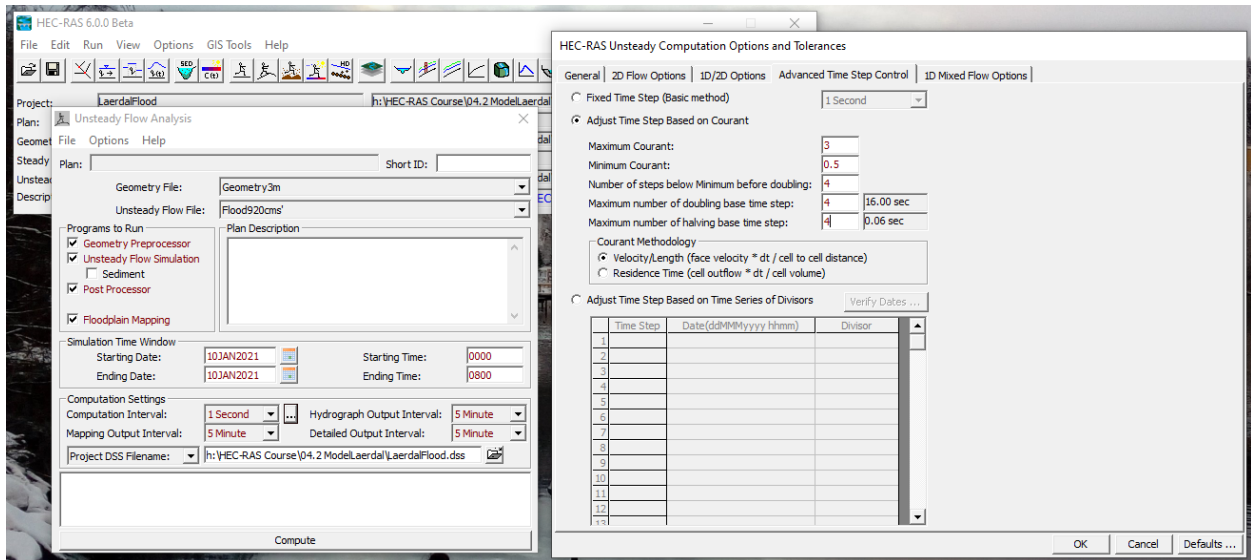 HEC-RAS 6.0.0 Beta
File Edit Run View Options GIS Tools Help
Project: LaerdalFlood h:\HEC-RAS Course\04.2 ModelLaerdal
Plan:
Geomet
Steady
Unstead
Descrip
Unsteady Flow Analysis
File Options Help
Plan: Short ID:
Geometry File: Geometry3m
Unsteady Flow File: Flood920cms'
Programs to Run Plan Description
Geometry Preprocessor
Unsteady Flow Simulation
Sediment
Post Processor
Floodplain Mapping
Simulation Time Window
Starting Date: 10JAN2021 Starting Time: 0000
Ending Date: 10JAN2021 Ending Time: 0800
Computation Settings
Computation Interval: 1 Second ... Hydrograph Output Interval: 5 Minute
Mapping Output Interval: 5 Minute Detailed Output Interval: 5 Minute
Project DSS Filename: h:\HEC-RAS Course\04.2 ModelLaerdal\LaerdalFlood.dss
Compute
HEC-RAS Unsteady Computation Options and Tolerances
General 2D Flow Options 1D/2D Options Advanced Time Step Control 1D Mixed Flow Options
Fixed Time Step (Basic method) 1 Second
Adjust Time Step Based on Courant
Maximum Courant: 3
Minimum Courant: 0.5
Number of steps below Minimum before doubling: 4
Maximum number of doubling base time step: 4 16.00 sec
Maximum number of halving base time step: 4 0.06 sec
Courant Methodology
Velocity/Length (face velocity * dt / cell to cell distance)
Residence Time (cell outflow * dt / cell volume)
Adjust Time Step Based on Time Series of Divisors Verify Dates ...
Time Step Date(ddMMMyyyy hhmm) Divisor
1
2
3
4
5
6
7
8
9
10
11
12
13
OK Cancel Defaults ...